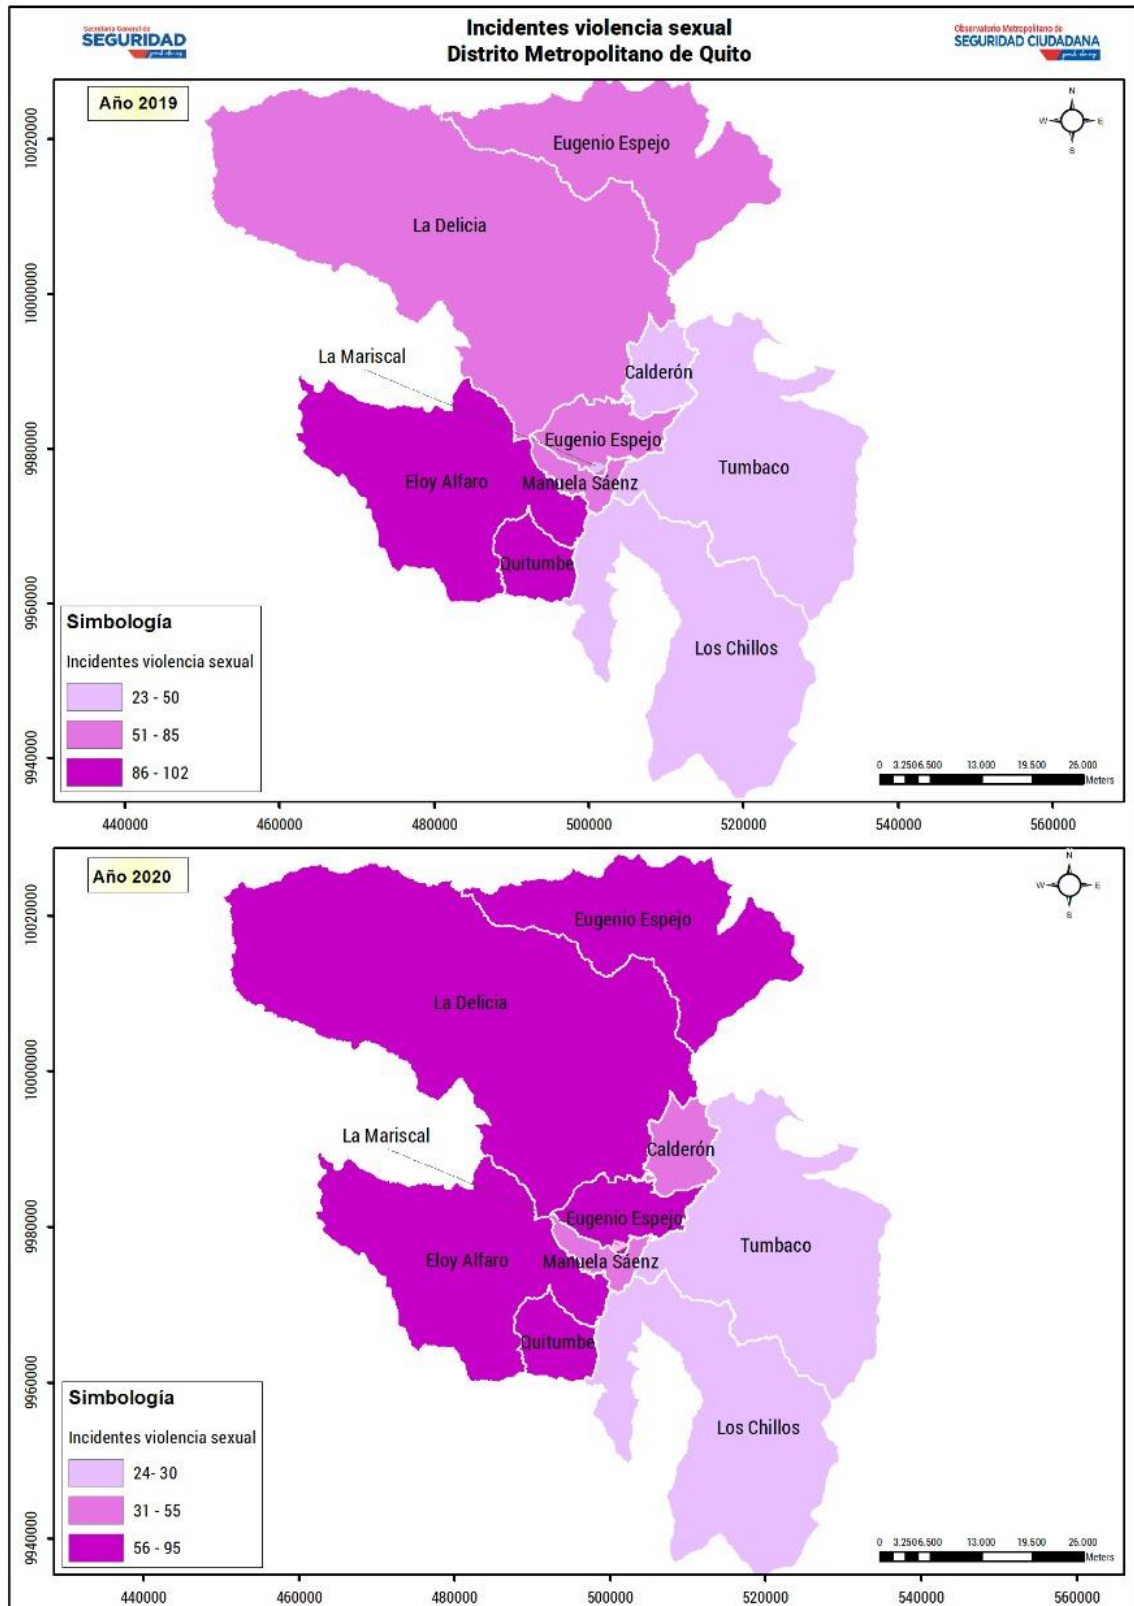 Secretaría General de
SEGURIDAD
Incidentes violencia sexual
Distrito Metropolitano de Quito
Observatorio Metropolitano de
SEGURIDAD CIUDADANA
Año 2019
N
W E
S
Eugenio Espejo
La Delicia
La Mariscal
Calderón
Eugenio Espejo
Tumbaco
Eloy Alfaro
Manuela Sáenz
Quitumbe
Los Chillos
Simbología
Incidentes violencia sexual
23 - 50
51 - 85
86 - 102
0 3.250 6.500 13.000 19.500 26.000
Meters
10020000
10000000
9980000
9960000
9940000
440000 460000 480000 500000 520000 540000 560000
Año 2020
N
W E
S
Eugenio Espejo
La Delicia
La Mariscal
Calderón
Eugenio Espejo
Tumbaco
Eloy Alfaro
Manuela Sáenz
Quitumbe
Los Chillos
Simbología
Incidentes violencia sexual
24- 30
31 - 55
56 - 95
0 3.250 6.500 13.000 19.500 26.000
Meters
10020000
10000000
9980000
9960000
9940000
440000 460000 480000 500000 520000 540000 560000